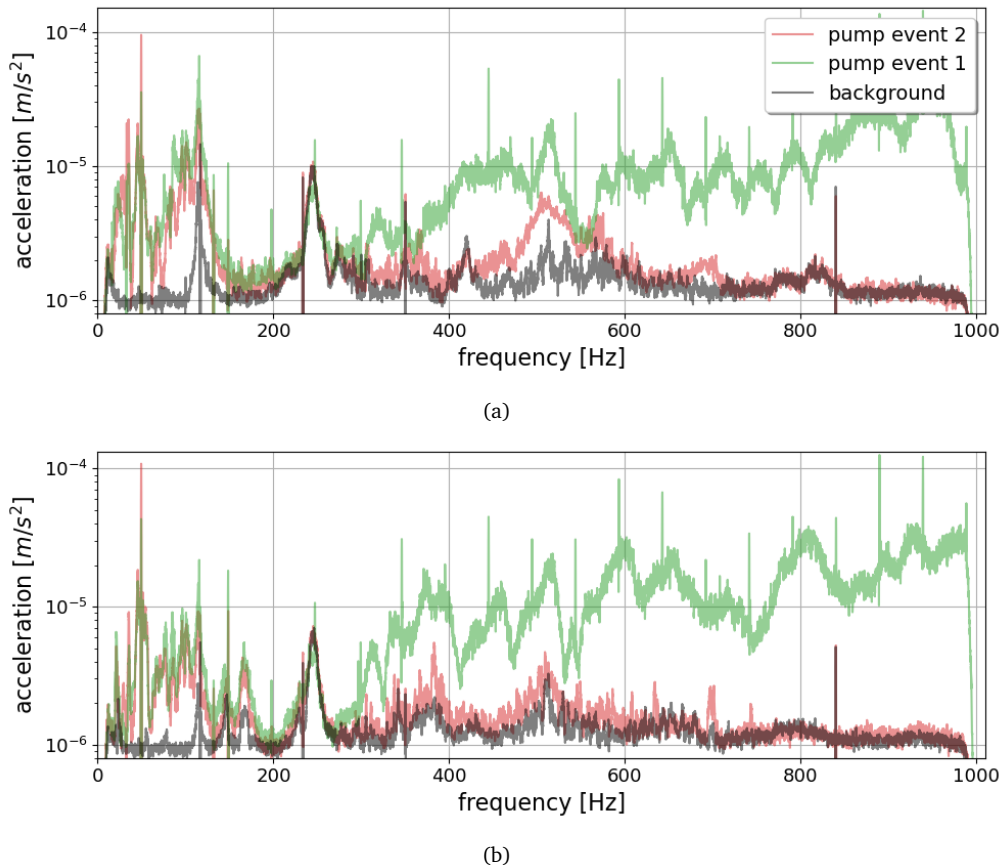 10⁻⁴
10⁻⁵
10⁻⁶
acceleration [m/s²]
pump event 2
pump event 1
background
0 200 400 600 800 1000
frequency [Hz]
(a)
10⁻⁴
10⁻⁵
10⁻⁶
acceleration [m/s²]
0 200 400 600 800 1000
frequency [Hz]
(b)